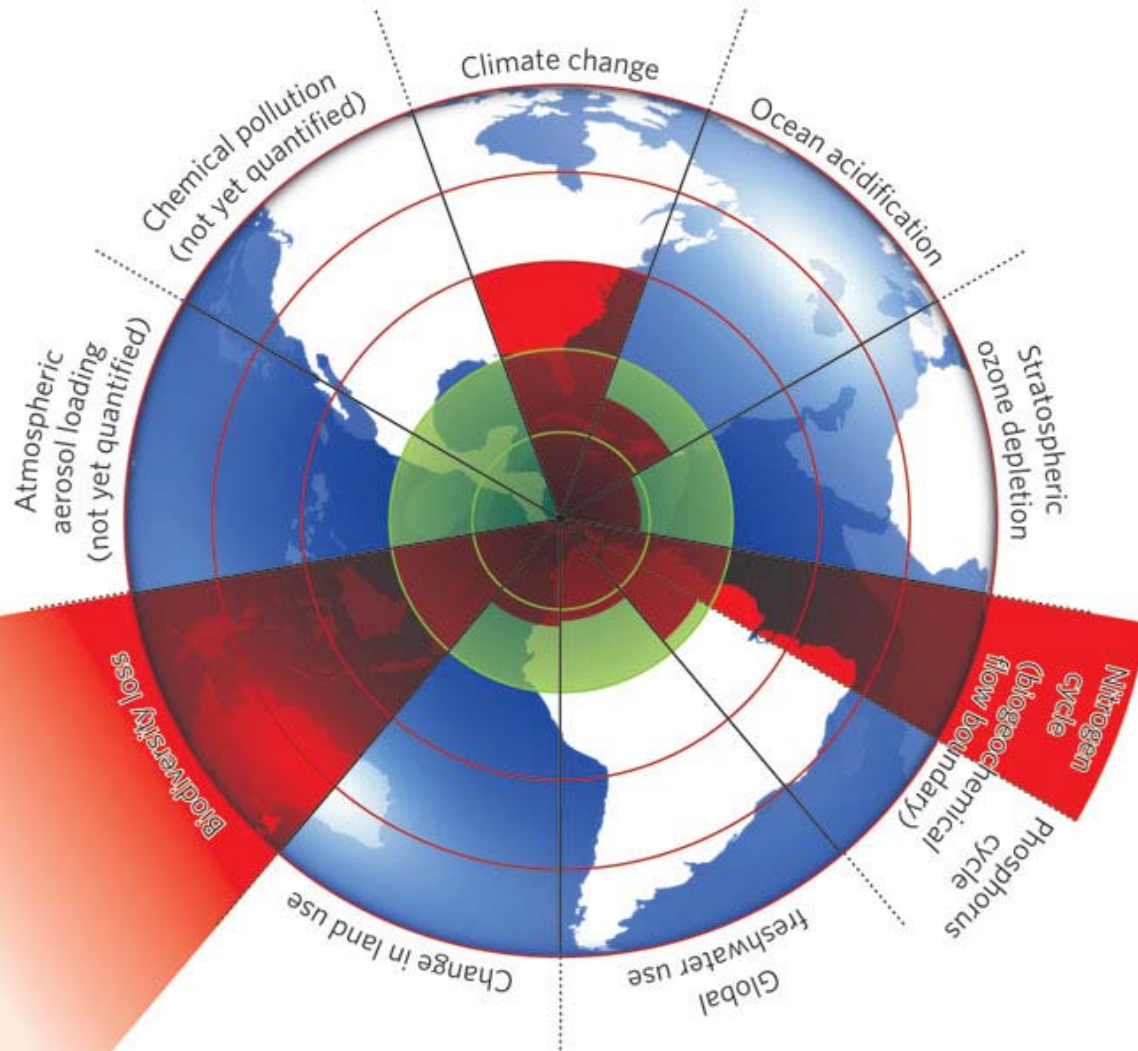 Climate change
Ocean acidification
Stratospheric
ozone depletion
Nitrogen
cycle
(biogeochemical
flow boundary)
Phosphorus
cycle
Global
freshwater use
Change in land use
Biodiversity loss
Atmospheric
aerosol loading
(not yet quantified)
Chemical pollution
(not yet quantified)